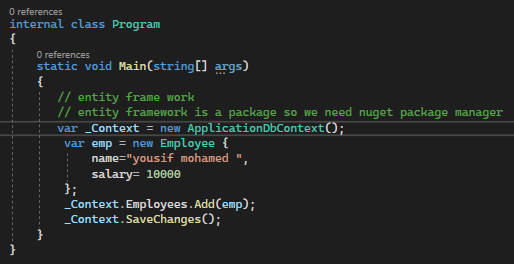 0 references
internal class Program
{
0 references
static void Main(string[] args)
{
// entity frame work
// entity framework is a package so we need nuget package manager
var _Context = new ApplicationDbContext();
var emp = new Employee {
name="yousif mohamed ",
salary= 10000
};
_Context.Employees.Add(emp);
_Context.SaveChanges();
}
}